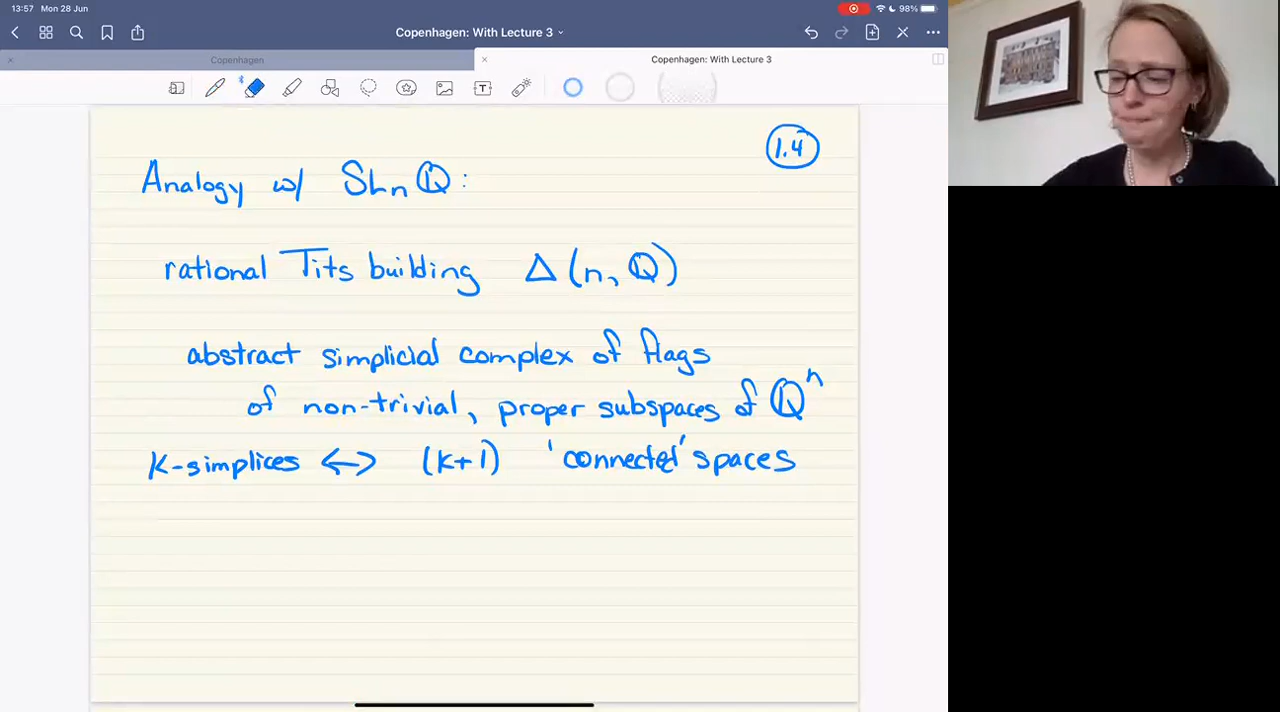 13:57 Mon 28 Jun
98%
Copenhagen: With Lecture 3
Copenhagen
Copenhagen: With Lecture 3
1.4
Analogy w/ SLn ℚ:
rational Tits building Δ(n, ℚ)
abstract simplicial complex of flags
of non-trivial, proper subspaces of ℚⁿ
k-simplices ↔ (k+1) 'connected' spaces